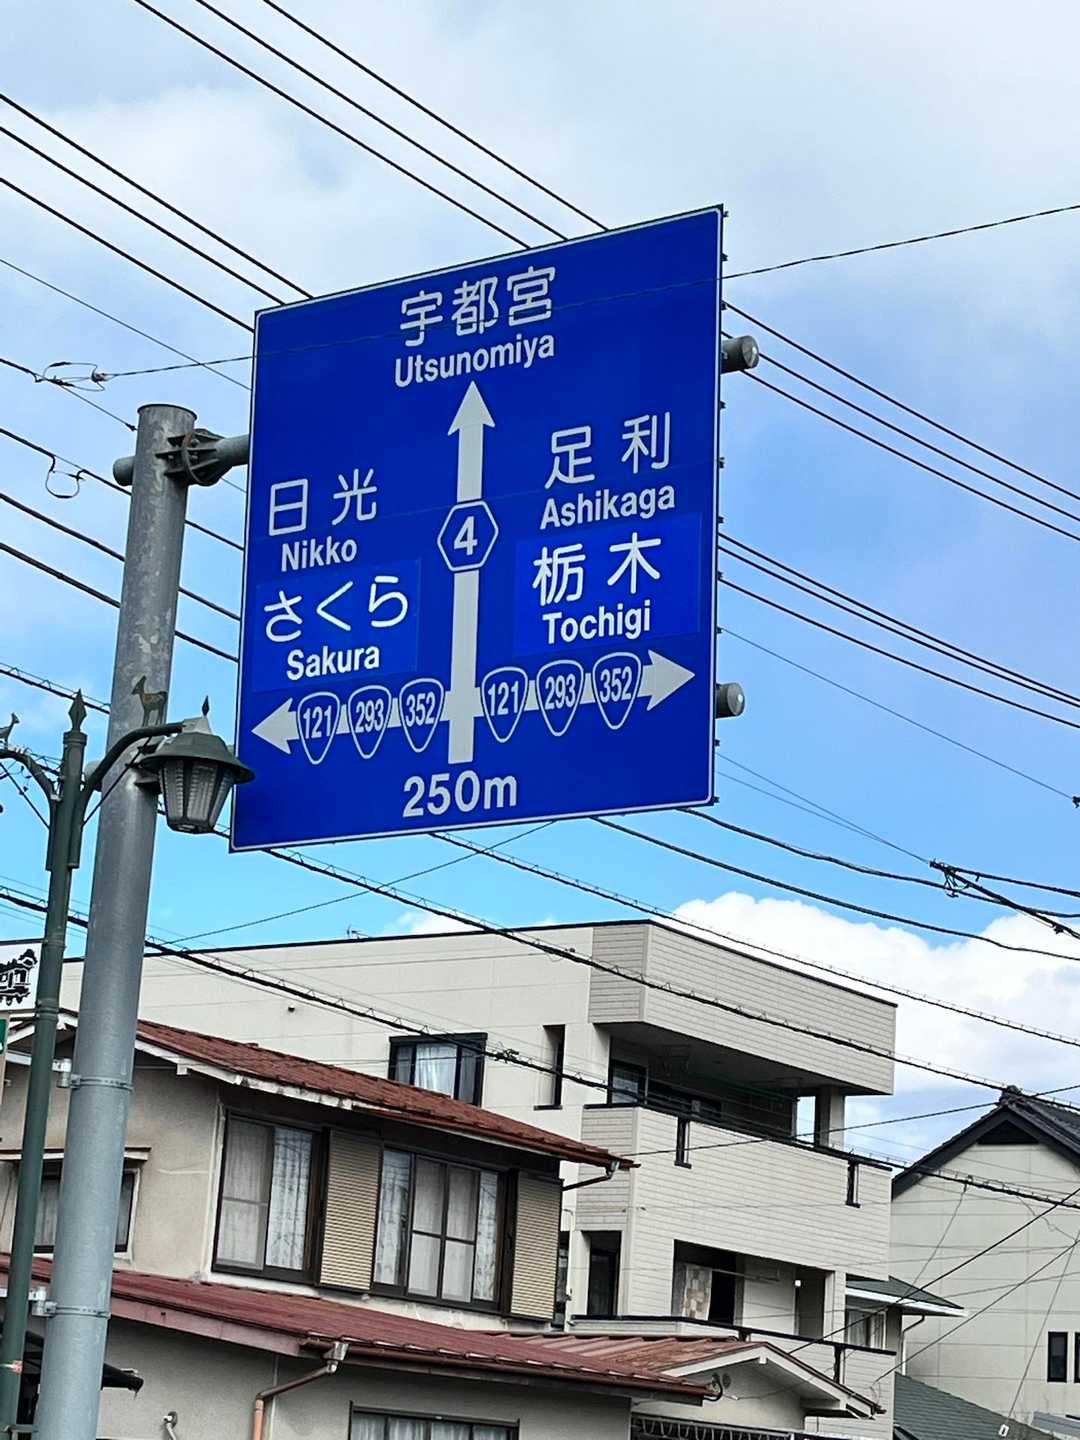 宇都宮
Utsunomiya
日光
Nikko
さくら
Sakura
足利
Ashikaga
栃木
Tochigi
4
121 293 352
121 293 352
250m